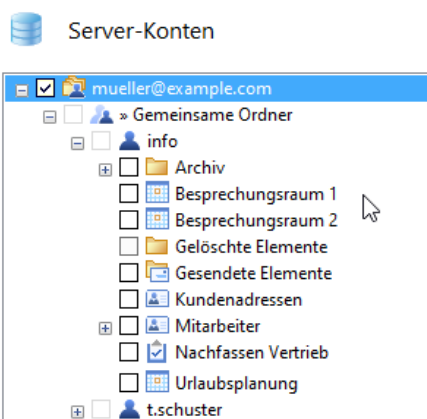 Server-Konten
mueller@example.com
» Gemeinsame Ordner
info
Archiv
Besprechungsraum 1
Besprechungsraum 2
Gelöschte Elemente
Gesendete Elemente
Kundenadressen
Mitarbeiter
Nachfassen Vertrieb
Urlaubsplanung
t.schuster